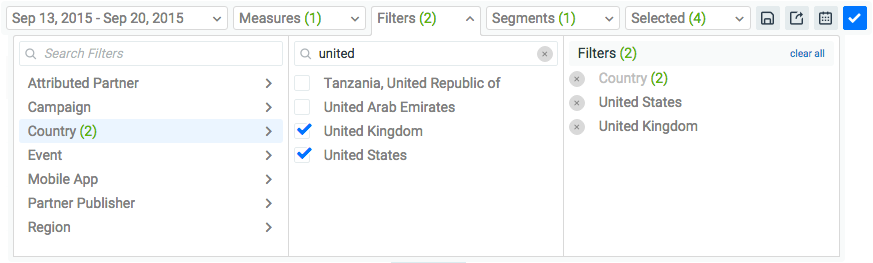 Sep 13, 2015 - Sep 20, 2015 Measures (1) Filters (2) Segments (1) Selected (4)
Search Filters
Attributed Partner
Campaign
Country (2)
Event
Mobile App
Partner Publisher
Region
united
Tanzania, United Republic of
United Arab Emirates
United Kingdom
United States
Filters (2) clear all
Country (2)
United States
United Kingdom